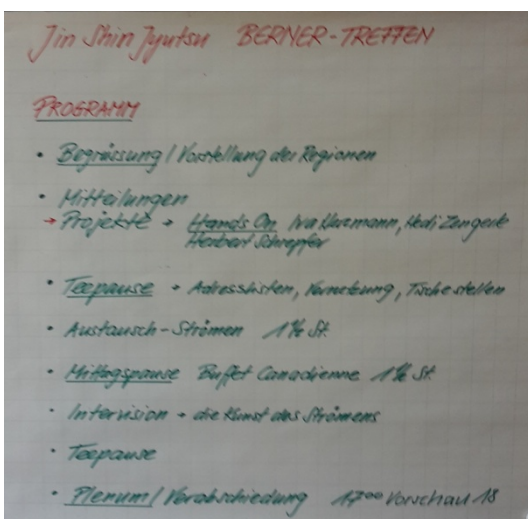 Jin Shin Jyutsu BERNER-TREFFEN
PROGRAMM
• Begrüssung / Vorstellung der Regionen
• Mitteilungen
→ Projekte → Hands On Iva Hurzmann, Hedi Zengerle
Herbert Schrepfer
• Teepause → Adresslisten, Vernetzung, Tische stellen
• Austausch-Strömen 1½ St.
• Mittagspause Buffet Canadienne 1½ St.
• Intervision → die Kunst des Strömens
• Teepause
• Plenum / Verabschiedung 17⁰⁰ Vorschau 18